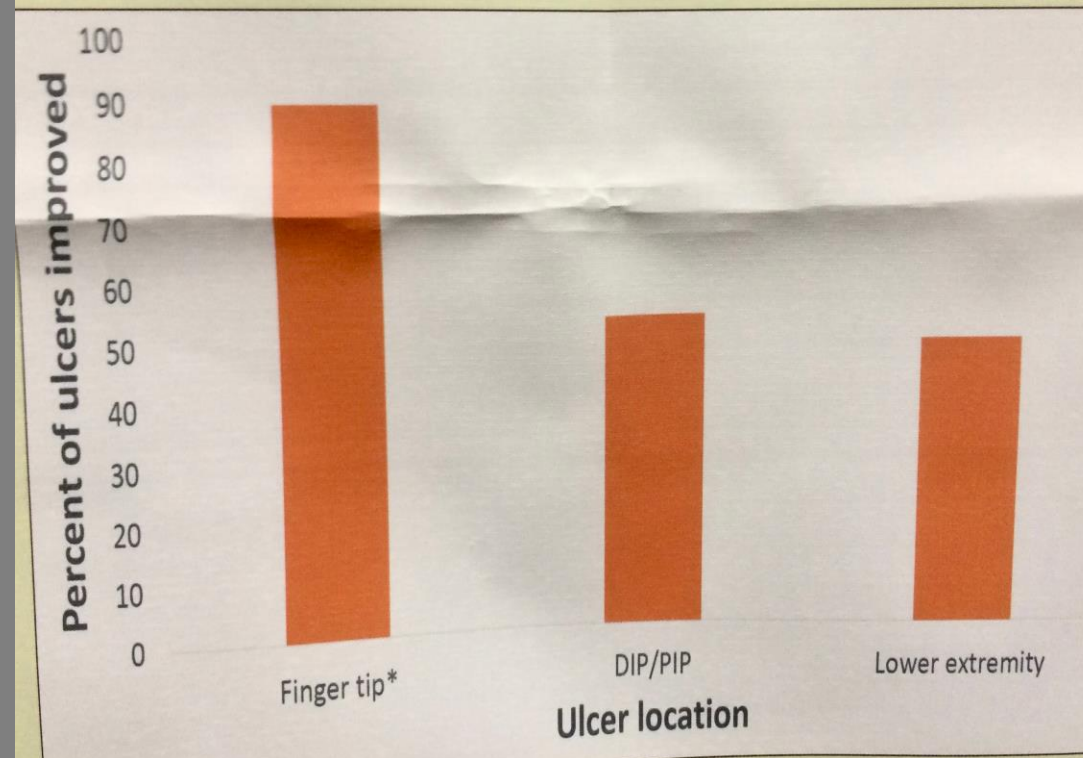 Percent of ulcers improved
100
90
80
70
60
50
40
30
20
10
0
Finger tip*
DIP/PIP
Lower extremity
Ulcer location